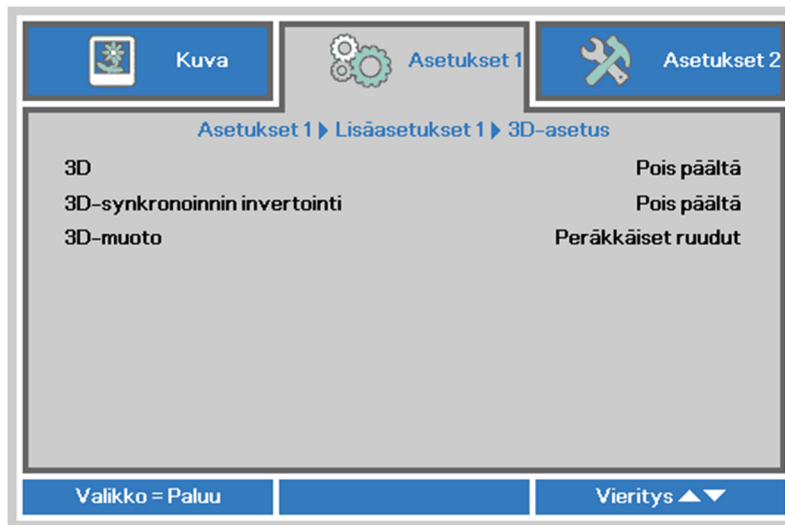 Kuva
Asetukset 1
Asetukset 2
Asetukset 1 ▶ Lisäasetukset 1 ▶ 3D-asetus
3D Pois päältä
3D-synkronoinnin invertointi Pois päältä
3D-muoto Peräkkäiset ruudut
Valikko = Paluu
Vieritys ▲▼